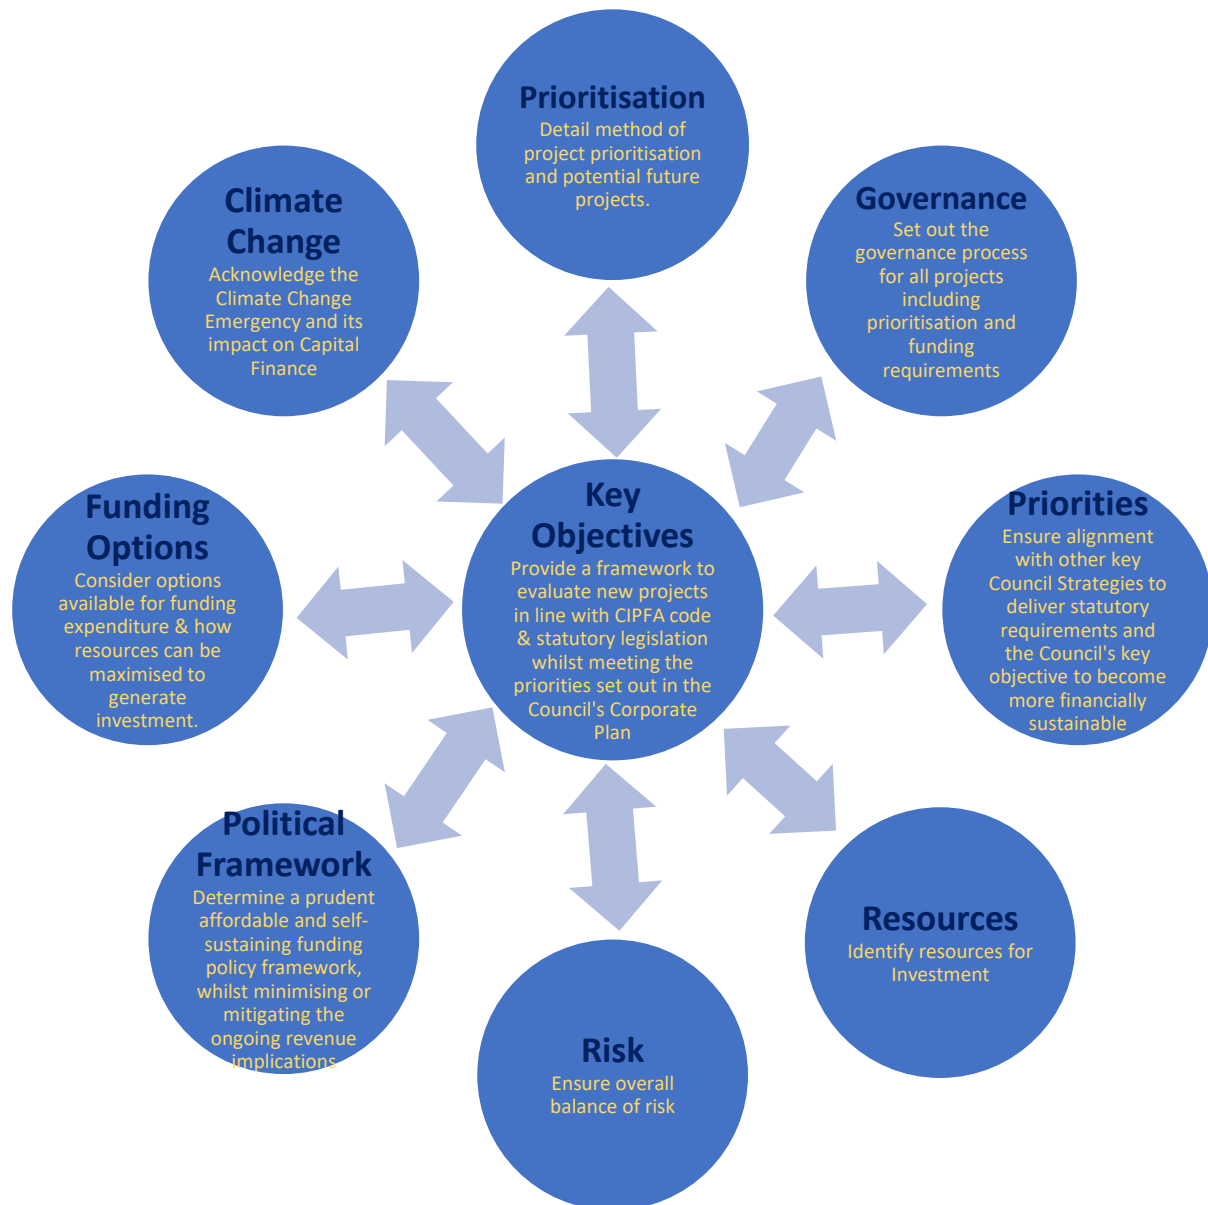 Prioritisation
Detail method of
project prioritisation
and potential future
projects.
Governance
Set out the
governance process
for all projects
including
prioritisation and
funding
requirements
Priorities
Ensure alignment
with other key
Council Strategies to
deliver statutory
requirements and
the Council's key
objective to become
more financially
sustainable
Resources
Identify resources for
Investment
Risk
Ensure overall
balance of risk
Political
Framework
Determine a prudent
affordable and self-
sustaining funding
policy framework,
whilst minimising or
mitigating the
ongoing revenue
implications
Funding
Options
Consider options
available for funding
expenditure & how
resources can be
maximised to
generate
investment.
Climate
Change
Acknowledge the
Climate Change
Emergency and its
impact on Capital
Finance
Key
Objectives
Provide a framework to
evaluate new projects
in line with CIPFA code
& statutory legislation
whilst meeting the
priorities set out in the
Council's Corporate
Plan